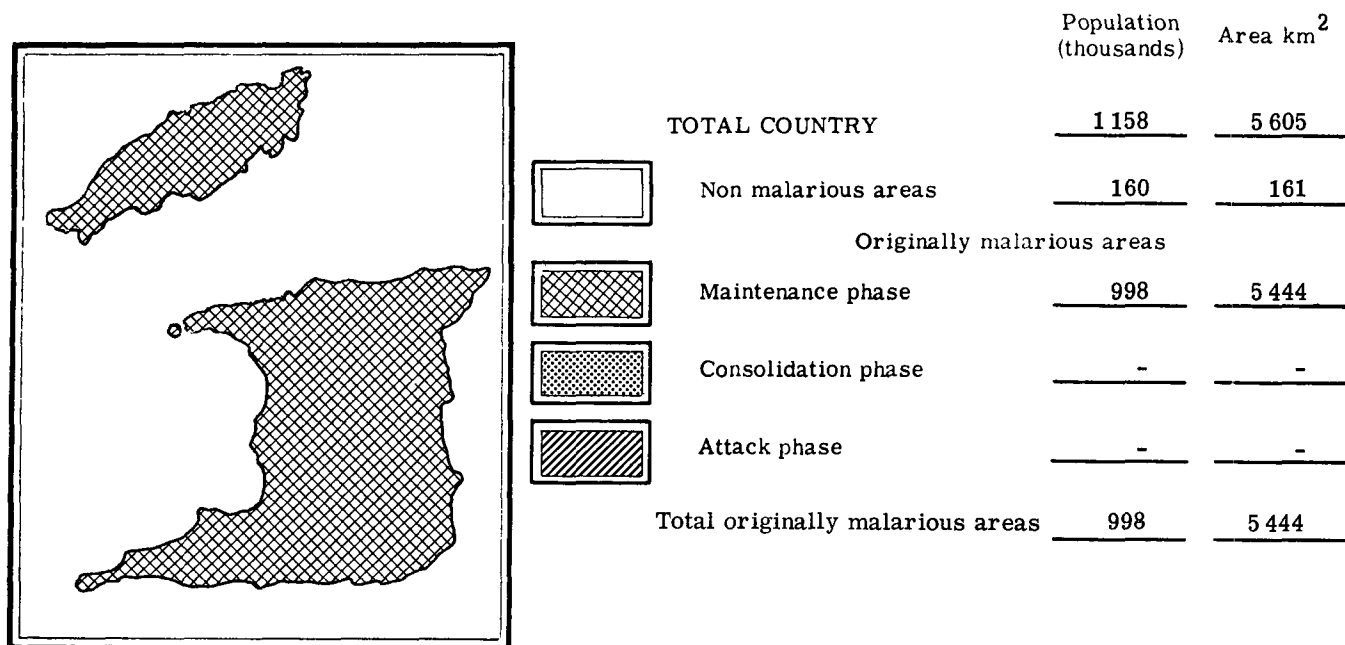 Population
(thousands)
Area km²
TOTAL COUNTRY 1 158 5 605
Non malarious areas 160 161
Originally malarious areas
Maintenance phase 998 5 444
Consolidation phase - -
Attack phase - -
Total originally malarious areas 998 5 444